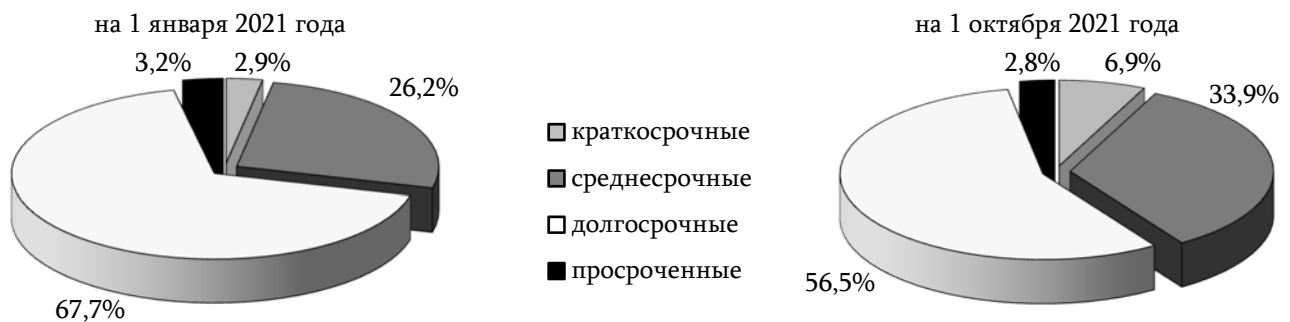 на 1 января 2021 года
3,2%
2,9%
26,2%
67,7%
краткосрочные
среднесрочные
долгосрочные
просроченные
на 1 октября 2021 года
2,8%
6,9%
33,9%
56,5%